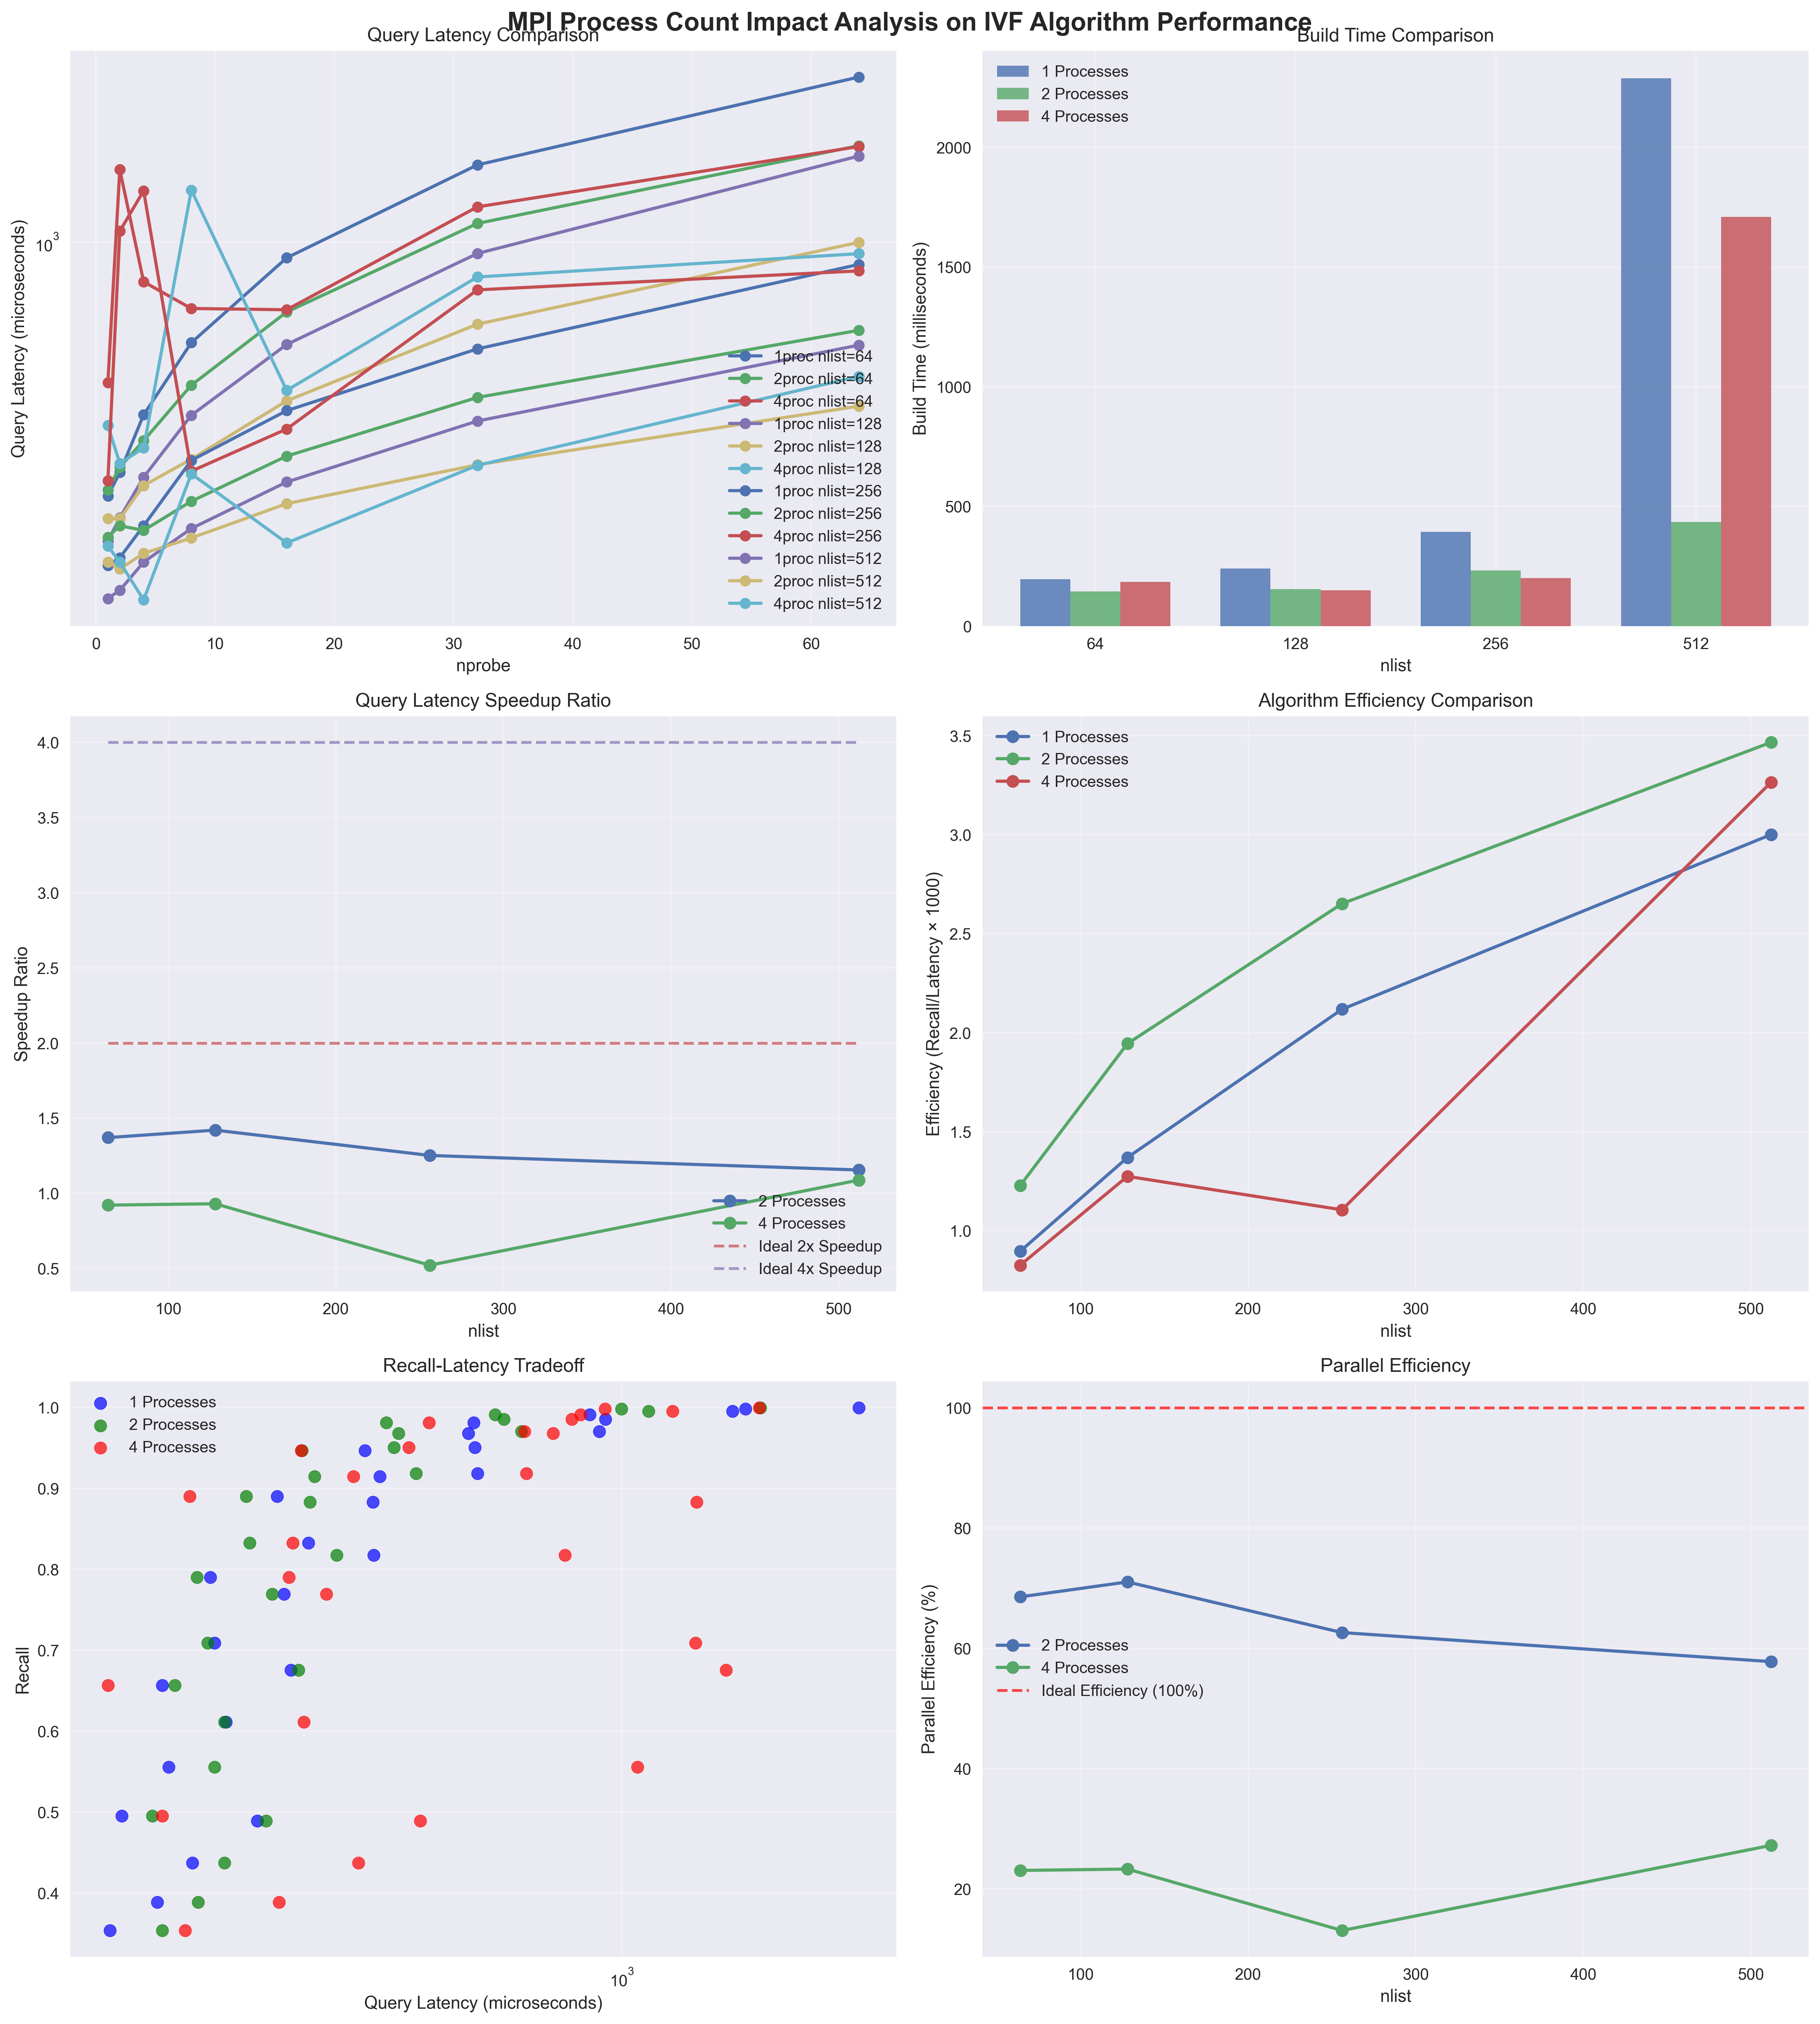 MPI Process Count Impact Analysis on IVF Algorithm Performance
Query Latency Comparison
Query Latency (microseconds)
10^3
1proc nlist=64
2proc nlist=64
4proc nlist=64
1proc nlist=128
2proc nlist=128
4proc nlist=128
1proc nlist=256
2proc nlist=256
4proc nlist=256
1proc nlist=512
2proc nlist=512
4proc nlist=512
0 10 20 30 40 50 60
nprobe
Build Time Comparison
Build Time (milliseconds)
1 Processes
2 Processes
4 Processes
2000
1500
1000
500
0
64 128 256 512
nlist
Query Latency Speedup Ratio
Speedup Ratio
4.0
3.5
3.0
2.5
2.0
1.5
1.0
0.5
2 Processes
4 Processes
Ideal 2x Speedup
Ideal 4x Speedup
100 200 300 400 500
nlist
Algorithm Efficiency Comparison
Efficiency (Recall/Latency × 1000)
1 Processes
2 Processes
4 Processes
3.5
3.0
2.5
2.0
1.5
1.0
100 200 300 400 500
nlist
Recall-Latency Tradeoff
Recall
1 Processes
2 Processes
4 Processes
1.0
0.9
0.8
0.7
0.6
0.5
0.4
10^3
Query Latency (microseconds)
Parallel Efficiency
Parallel Efficiency (%)
100
80
60
40
20
2 Processes
4 Processes
Ideal Efficiency (100%)
100 200 300 400 500
nlist